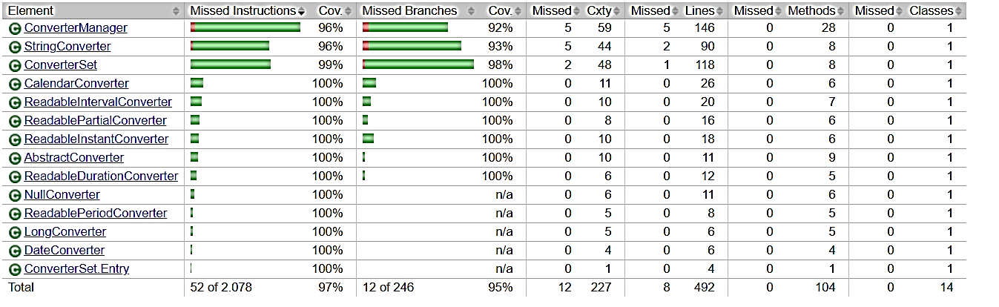 Element Missed Instructions Cov. Missed Branches Cov. Missed Cxty Missed Lines Missed Methods Missed Classes
C ConverterManager 96% 92% 5 59 5 146 0 28 0 1
C StringConverter 96% 93% 5 44 2 90 0 8 0 1
C ConverterSet 99% 98% 2 48 1 118 0 8 0 1
C CalendarConverter 100% 100% 0 11 0 26 0 6 0 1
C ReadableIntervalConverter 100% 100% 0 10 0 20 0 7 0 1
C ReadablePartialConverter 100% 100% 0 8 0 16 0 6 0 1
C ReadableInstantConverter 100% 100% 0 10 0 18 0 6 0 1
C AbstractConverter 100% 100% 0 10 0 11 0 9 0 1
C ReadableDurationConverter 100% 100% 0 6 0 12 0 5 0 1
C NullConverter 100% n/a 0 6 0 11 0 6 0 1
C ReadablePeriodConverter 100% n/a 0 5 0 8 0 5 0 1
C LongConverter 100% n/a 0 5 0 6 0 5 0 1
C DateConverter 100% n/a 0 4 0 6 0 4 0 1
C ConverterSet.Entry 100% n/a 0 1 0 4 0 1 0 1
Total 52 of 2.078 97% 12 of 246 95% 12 227 8 492 0 104 0 14